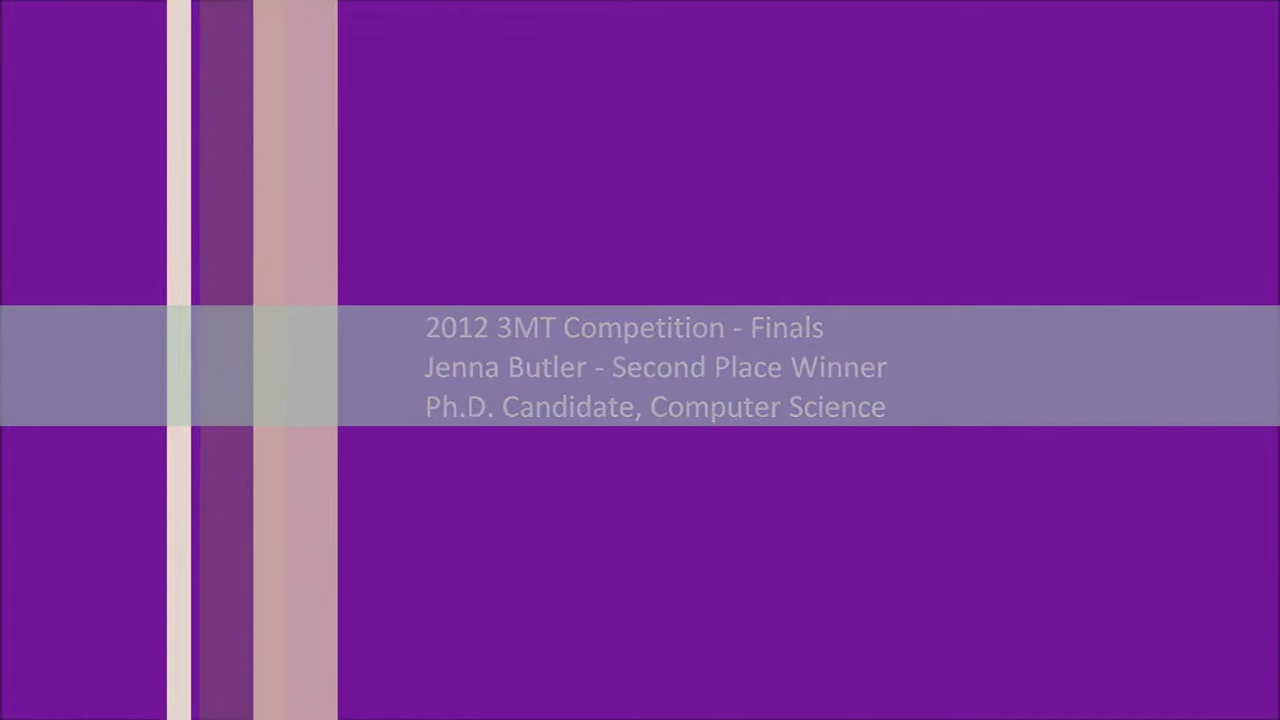 2012 3MT Competition - Finals
Jenna Butler - Second Place Winner
Ph.D. Candidate, Computer Science